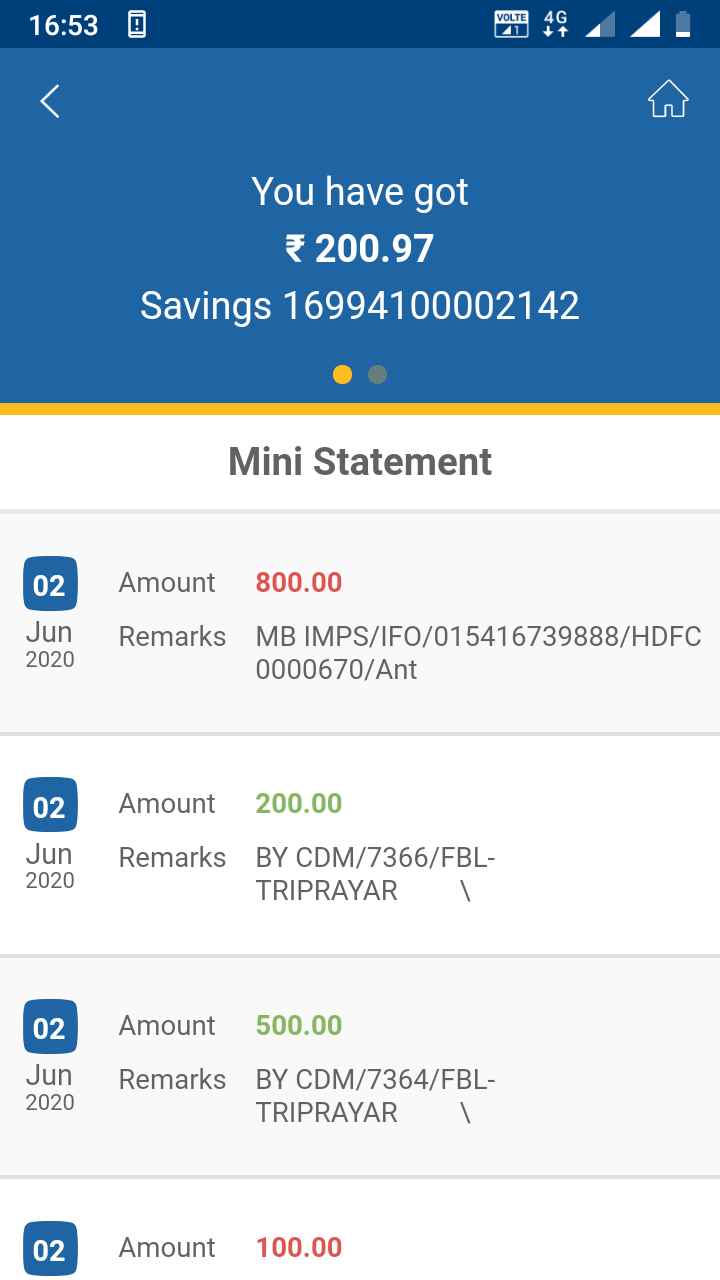 16:53
VOLTE 1 4G
You have got
₹ 200.97
Savings 16994100002142
Mini Statement
02 Amount 800.00
Jun Remarks MB IMPS/IFO/015416739888/HDFC
2020 0000670/Ant
02 Amount 200.00
Jun Remarks BY CDM/7366/FBL-
2020 TRIPRAYAR \
02 Amount 500.00
Jun Remarks BY CDM/7364/FBL-
2020 TRIPRAYAR \
02 Amount 100.00